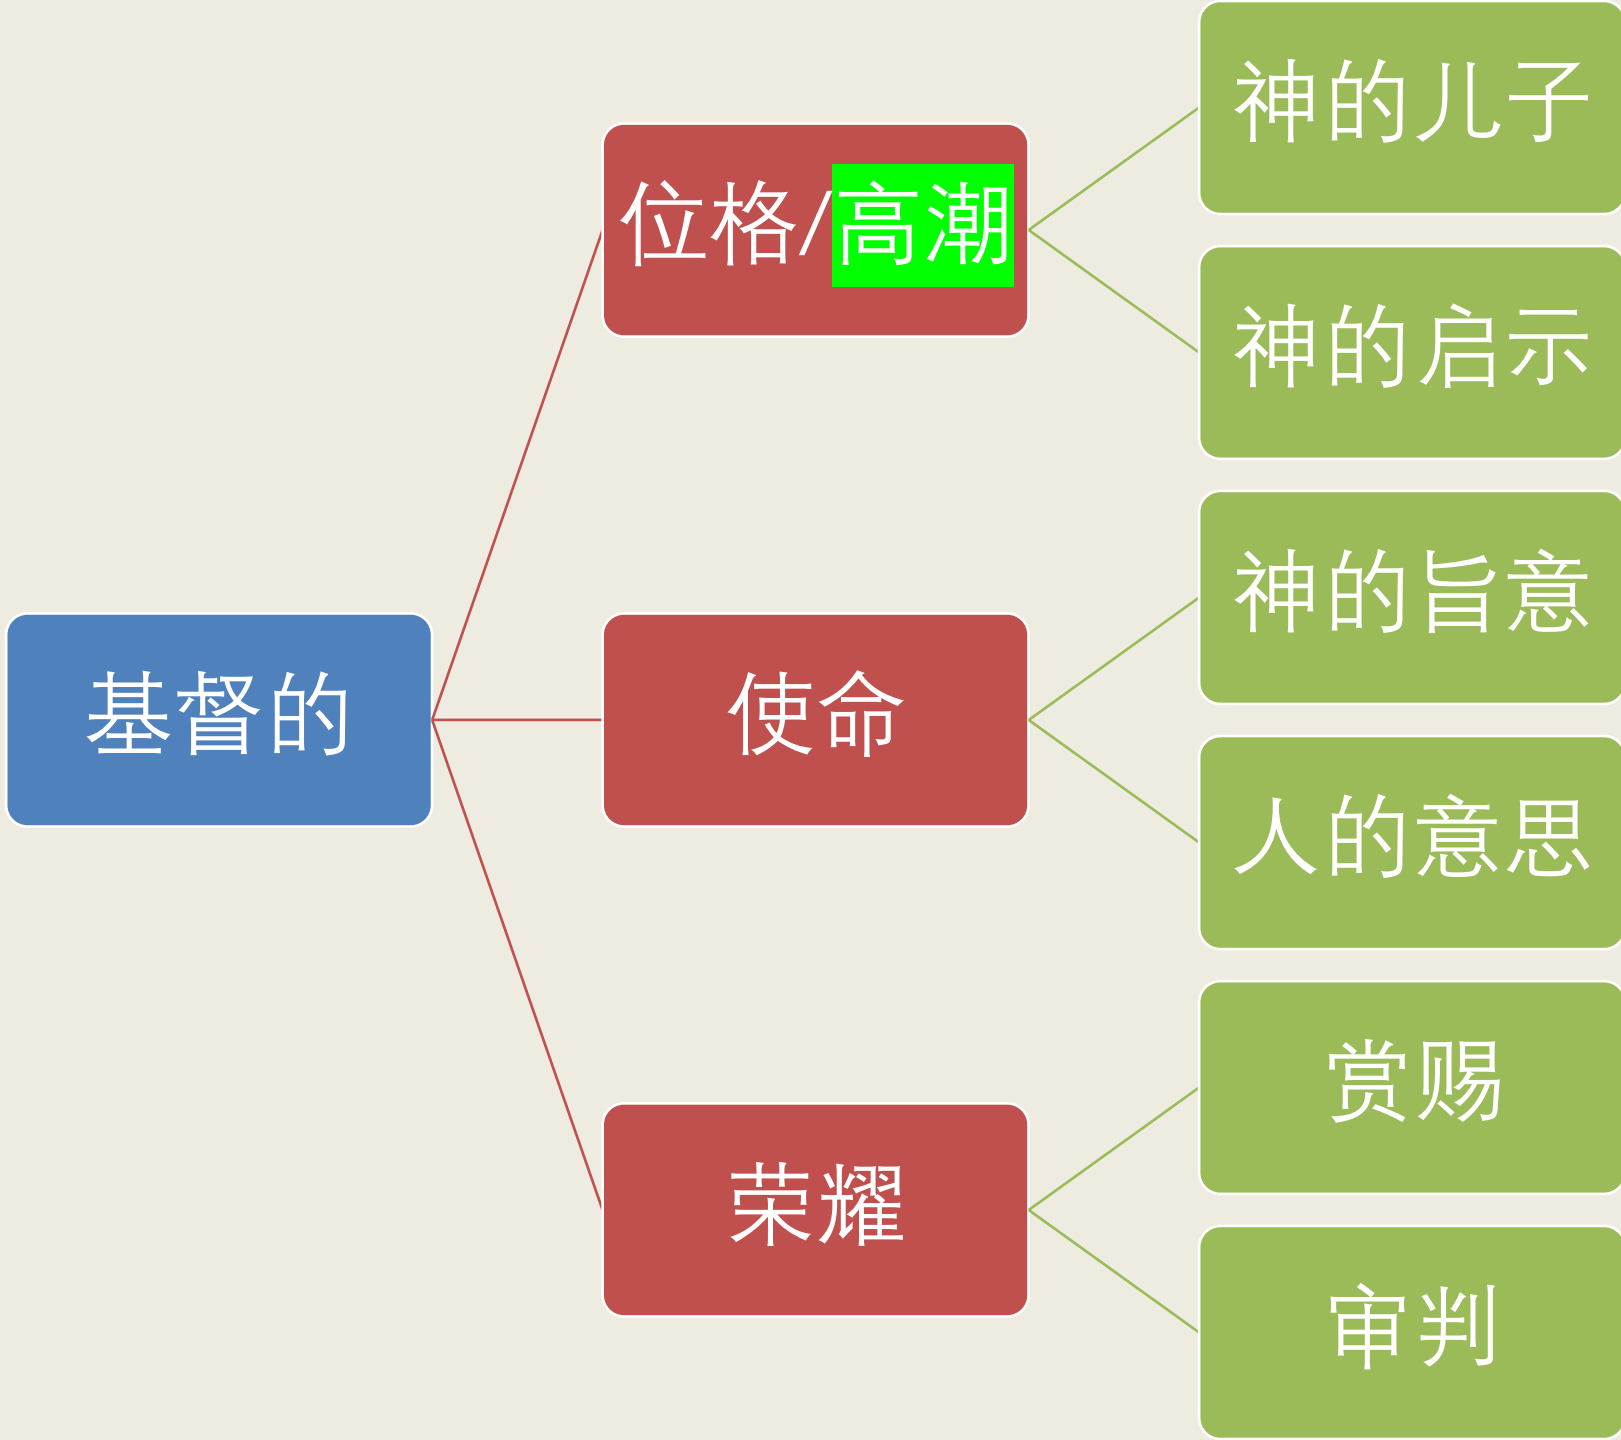 基督的
位格/高潮
神的儿子
神的启示
使命
神的旨意
人的意思
荣耀
赏赐
审判